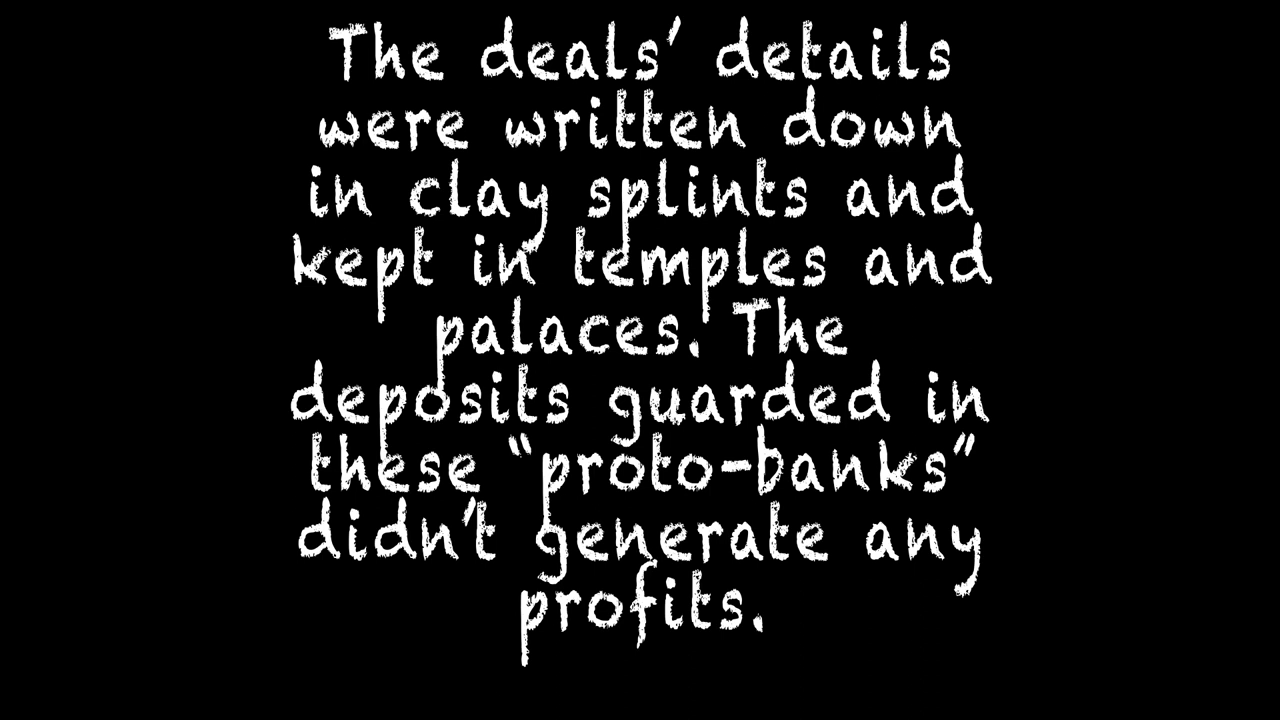 The deals’ details
were written down
in clay splints and
kept in temples and
palaces. The
deposits guarded in
these “proto-banks”
didn’t generate any
profits.